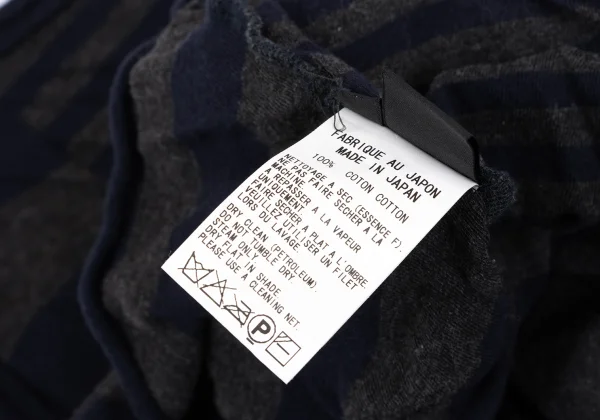 FABRIQUE AU JAPON
MADE IN JAPAN
100% COTON COTTON
NETTOYAGE A SEC (ESSENCE F).
NE PAS FAIRE SECHER A LA
MACHINE.
A REPASSER A LA VAPEUR
UNIQUEMENT.
FAIRE SECHER A PLAT A L'OMBRE.
VEUILLEZ UTILISER UN FILET
LORS DU LAVAGE.
DRY CLEAN (PETROLEUM).
DO NOT TUMBLE DRY.
STEAM ONLY.
DRY FLAT IN SHADE.
PLEASE USE A CLEANING NET.
P